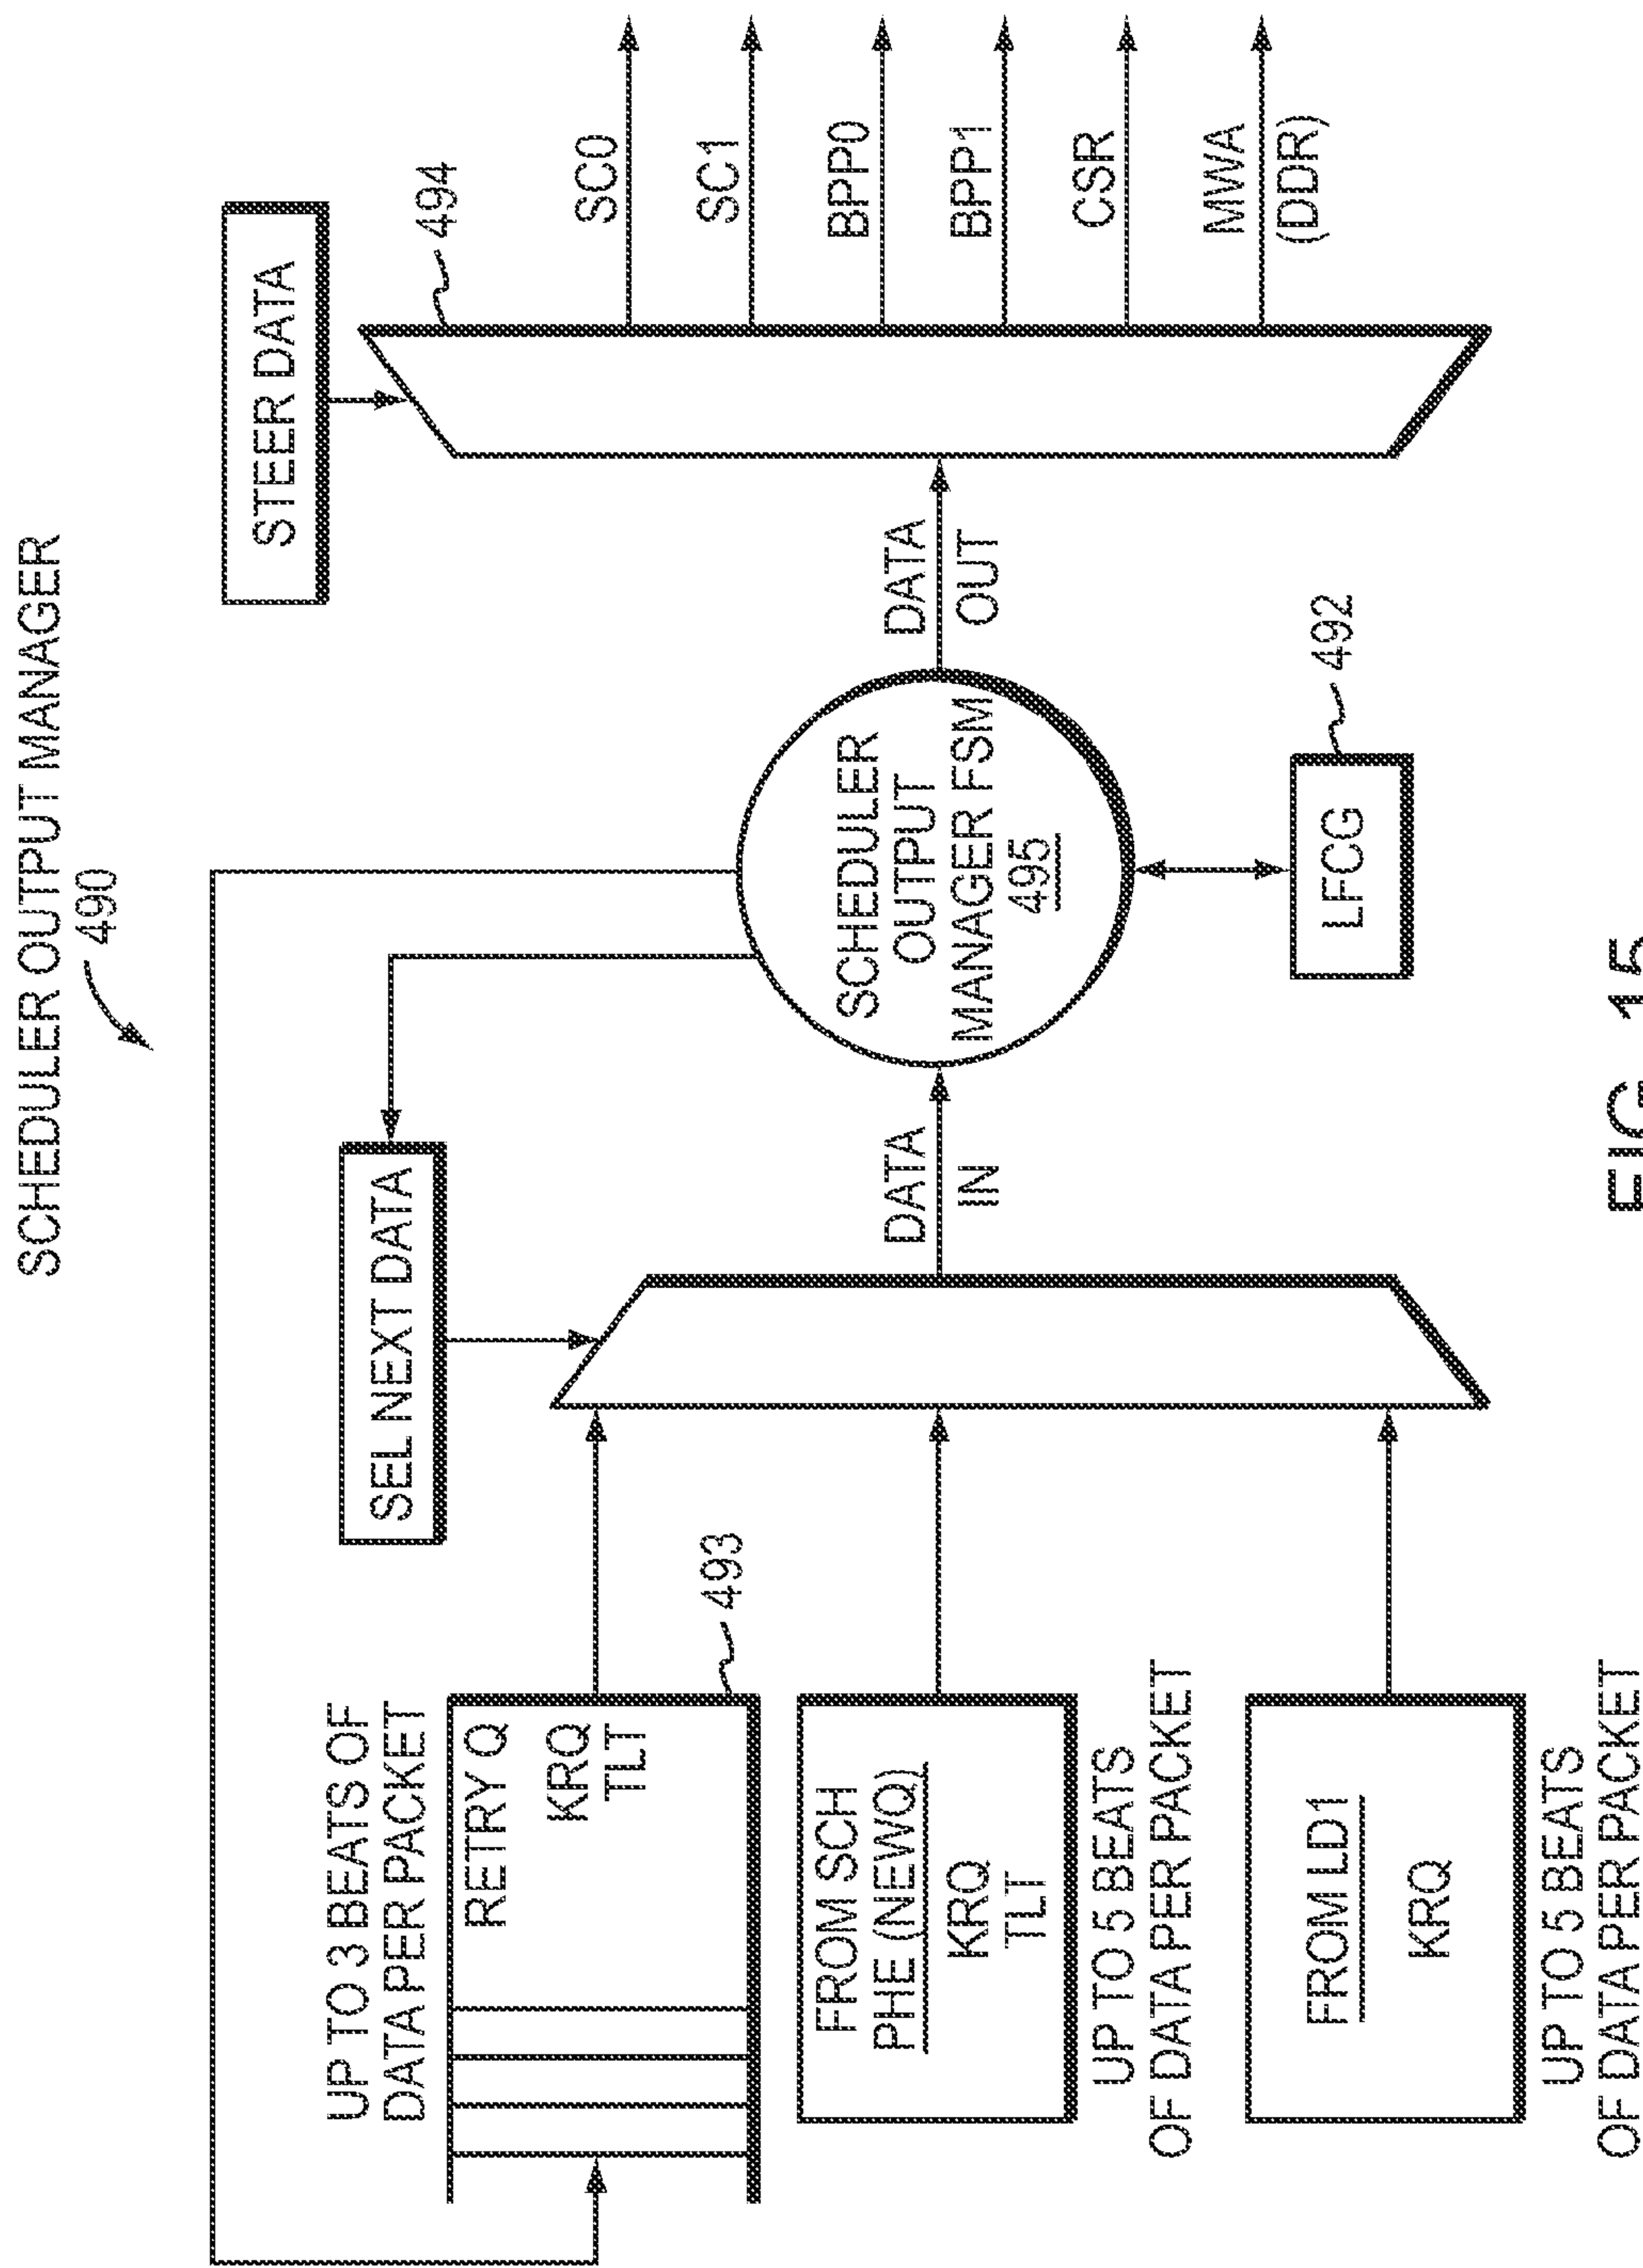 SCHEDULER OUTPUT MANAGER
490
STEER DATA
494
SEL NEXT DATA
SC0
SC1
BPP0
BPP1
CSR
MWA
(DDR)
UP TO 3 BEATS OF
DATA PER PACKET
RETRY Q
KRQ
TLT
493
FROM SCH
PHE (NEWQ)
KRQ
TLT
UP TO 5 BEATS
OF DATA PER PACKET
FROM LD1
KRQ
UP TO 5 BEATS
OF DATA PER PACKET
DATA
IN
SCHEDULER
OUTPUT
MANAGER FSM
495
DATA
OUT
LFCG
492
FIG. 15